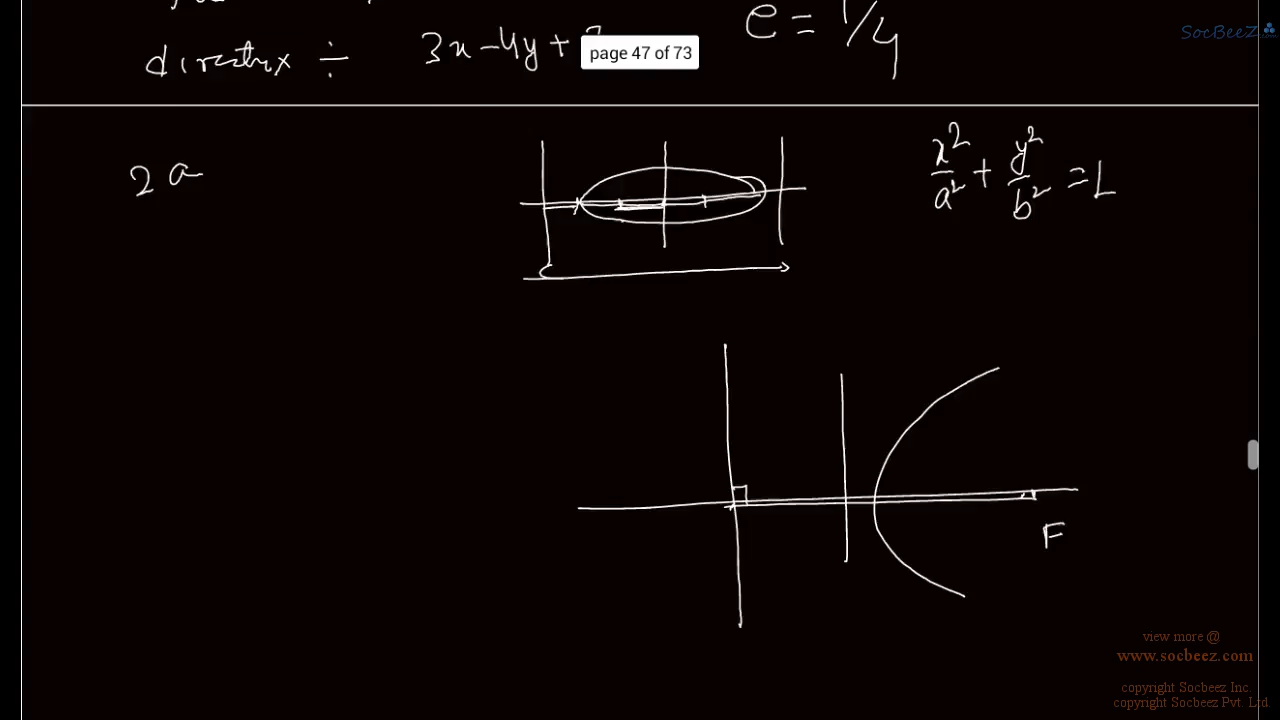 SocBeeZ
e = 1/4
directrix ÷ 3x - 4y +
page 47 of 73
2a
x²/a² + y²/b² = 1
F
view more @
www.socbeez.com
copyright Socbeez Inc.
copyright Socbeez Pvt. Ltd.